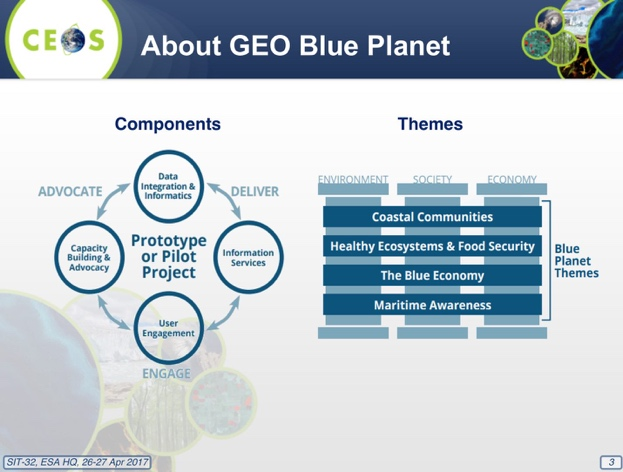 CEOS
About GEO Blue Planet
Components
Themes
Data
Integration &
Informatics
ADVOCATE
DELIVER
Capacity
Building &
Advocacy
Prototype
or Pilot
Project
Information
Services
User
Engagement
ENGAGE
ENVIRONMENT
SOCIETY
ECONOMY
Coastal Communities
Healthy Ecosystems & Food Security
The Blue Economy
Maritime Awareness
Blue
Planet
Themes
SIT-32, ESA HQ, 26-27 Apr 2017
3